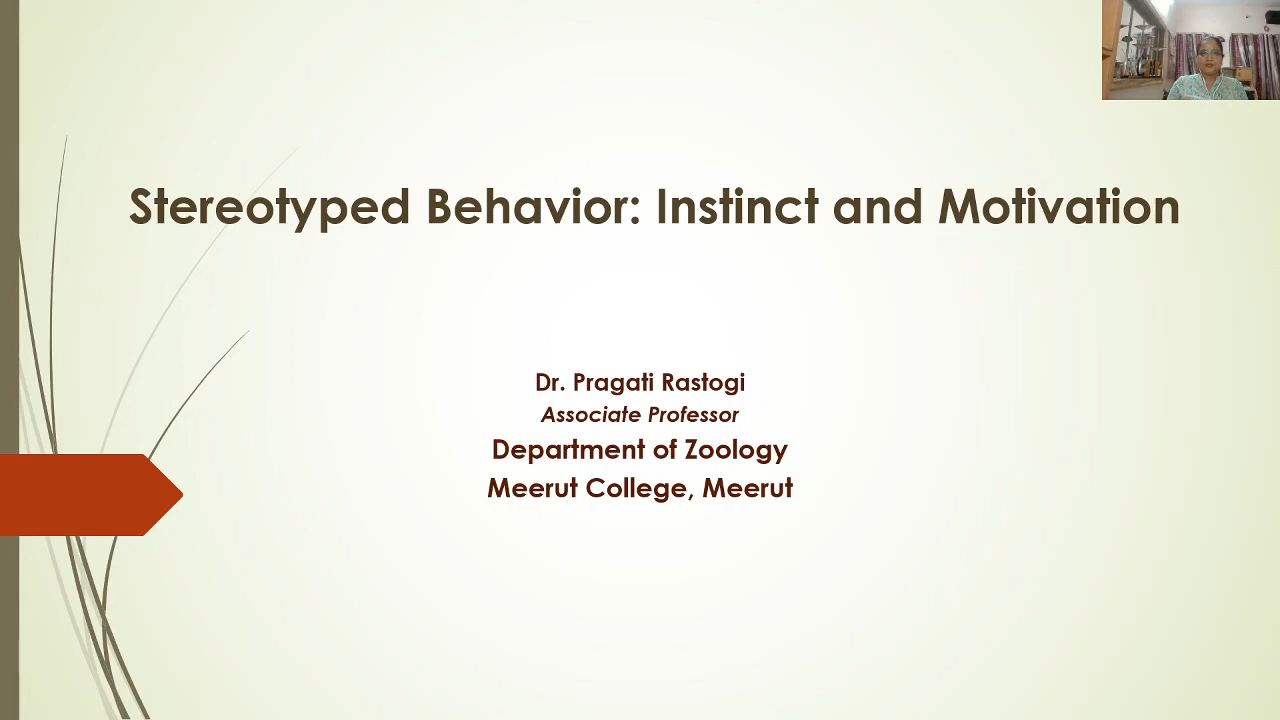 Stereotyped Behavior: Instinct and Motivation
Dr. Pragati Rastogi
Associate Professor
Department of Zoology
Meerut College, Meerut